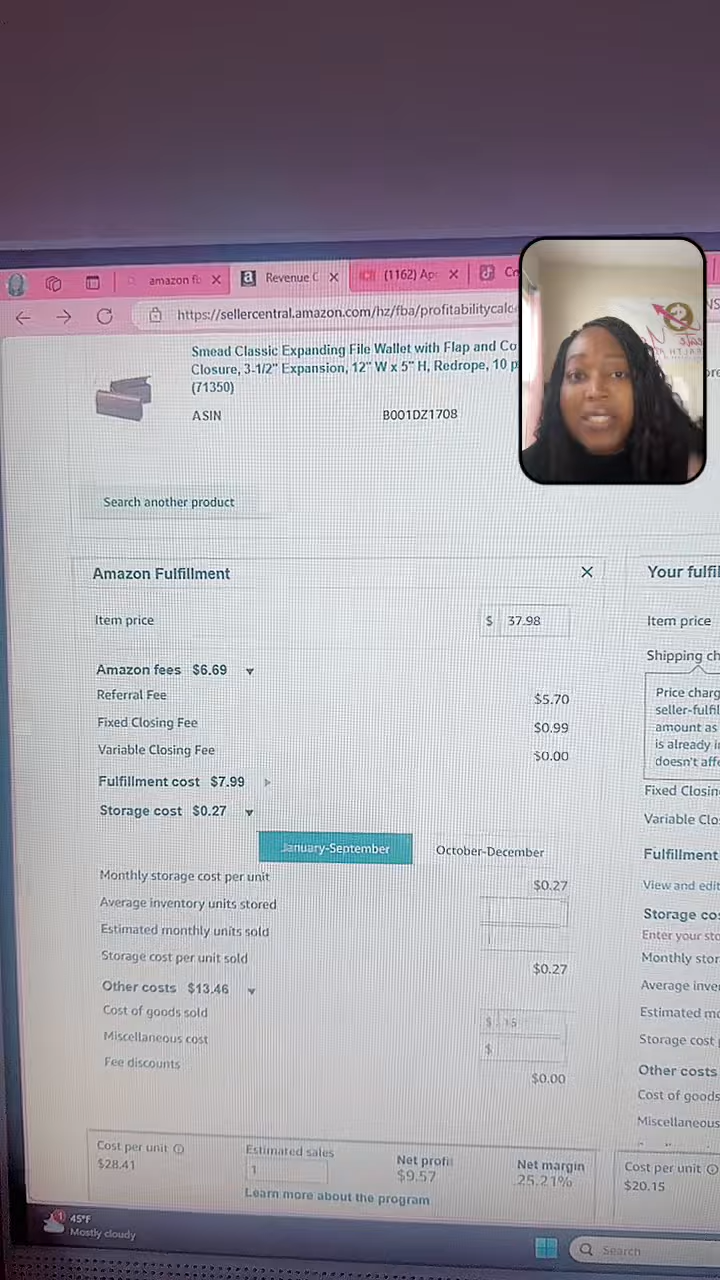 amazon fb
Revenue C
(1162) Ap
https://sellercentral.amazon.com/hz/fba/profitabilitycalc
Smead Classic Expanding File Wallet with Flap and Co
Closure, 3-1/2" Expansion, 12" W x 5" H, Redrope, 10 p
(71350)
ASIN B001DZ1708
Search another product
Amazon Fulfillment
Item price $ 37.98
Amazon fees $6.69
Referral Fee $5.70
Fixed Closing Fee $0.99
Variable Closing Fee $0.00
Fulfillment cost $7.99
Storage cost $0.27
January-September October-December
Monthly storage cost per unit $0.27
Average inventory units stored
Estimated monthly units sold
Storage cost per unit sold $0.27
Other costs $13.46
Cost of goods sold $ 15
Miscellaneous cost $
Fee discounts $0.00
Cost per unit
$28.41
Estimated sales
1
Net profit
$9.57
Net margin
25.21%
Learn more about the program
Your fulfil
Item price
Shipping ch
Price charg
seller-fulfil
amount as
is already i
doesn't affe
Fixed Closin
Variable Clo
Fulfillment
View and edit
Storage co
Enter your sto
Monthly stor
Average inve
Estimated mo
Storage cost
Other costs
Cost of goods
Miscellaneous
Cost per unit
$20.15
1
45°F
Mostly cloudy
Search